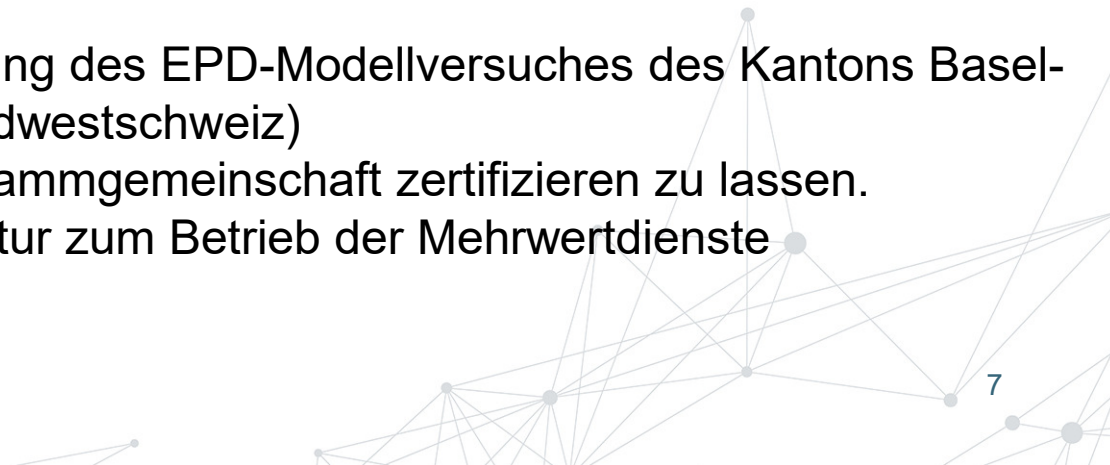 ng des EPD-Modellversuches des Kantons Basel-
dwestschweiz)
ammgemeinschaft zertifizieren zu lassen.
tur zum Betrieb der Mehrwertdienste
7